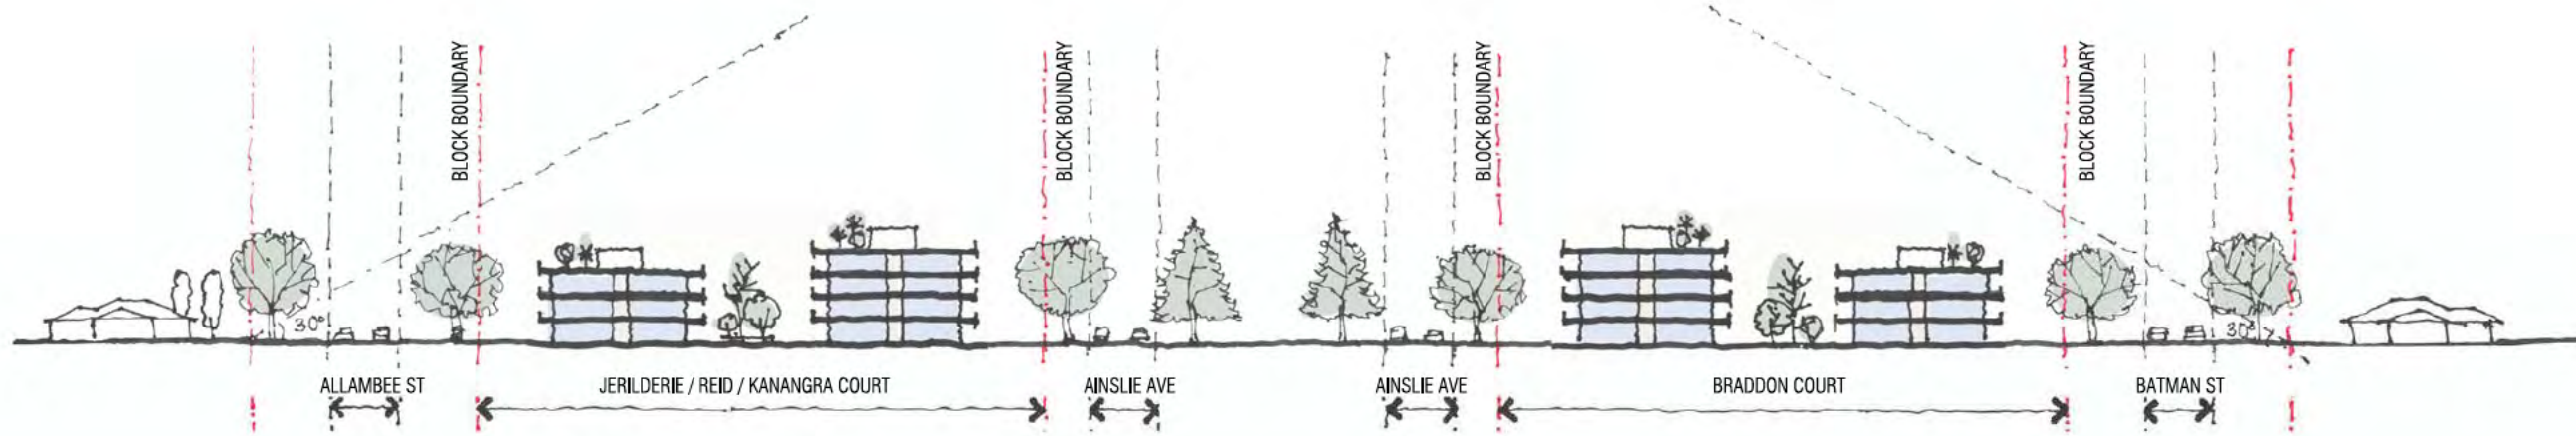 BLOCK BOUNDARY
BLOCK BOUNDARY
BLOCK BOUNDARY
BLOCK BOUNDARY
30°
30°
ALLAMBEE ST
JERILDERIE / REID / KANANGRA COURT
AINSLIE AVE
AINSLIE AVE
BRADDON COURT
BATMAN ST